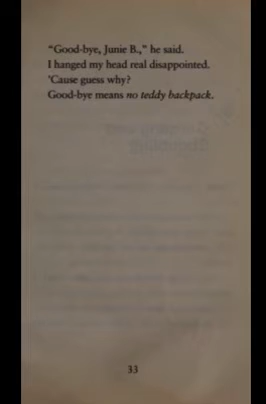 "Good-bye, Junie B.," he said.
I hanged my head real disappointed.
'Cause guess why?
Good-bye means no teddy backpack.
33